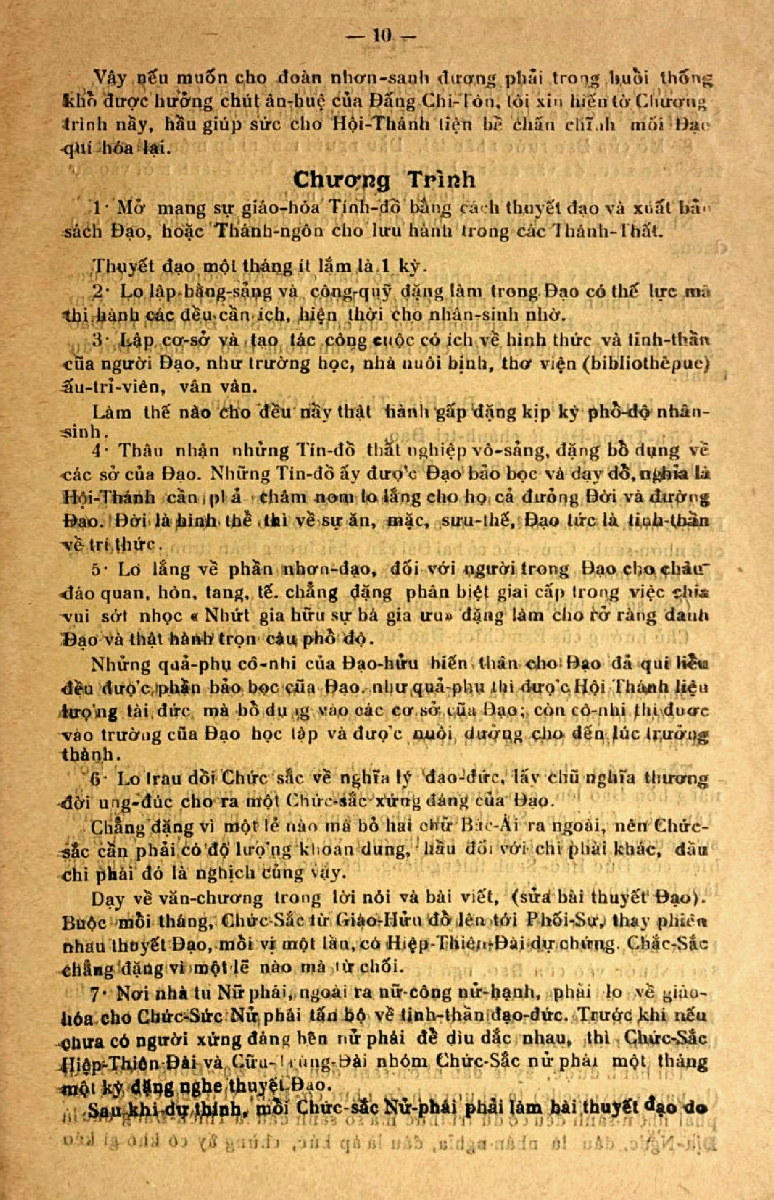 — 10 —
Vậy nếu muốn cho đoàn nhơn-sanh đương phải trong buổi thống
khổ được hưởng chút ân-huệ của Đấng Chí-Tôn, tôi xin hiến tờ Chương
trình nầy, hầu giúp sức cho Hội-Thánh tiện bề chấn chĩnh mối Đạo
qui hóa lại.
Chương Trình
1· Mở mang sự giáo-hóa Tính-đồ bằng cách thuyết đạo và xuất bản
sách Đạo, hoặc Thánh-ngôn cho lưu hành trong các Thánh-Thất.
Thuyết đạo một tháng ít lắm là 1 kỳ.
2· Lo lập bằng-sảng và công-quỹ đặng làm trong Đạo có thế lực mà
thi hành các đều cần ích, hiện thời cho nhân-sinh nhờ.
3· Lập cơ-sở và tạo tác công cuộc có ích về hình thức và tinh-thần
cũa người Đạo, như trường học, nhà nuôi bịnh, thơ viện (bibliothèpue)
ấu-trĩ-viên, vân vân.
Làm thế nào cho đều nầy thật hành gấp đặng kịp kỳ phổ-độ nhân-
sinh.
4· Thâu nhận những Tín-đồ thất nghiệp vô-sảng, đặng bổ dụng về
các sở của Đạo. Những Tín-đồ ấy được Đạo bảo bọc và dạy dỗ, nghĩa là
Hội-Thánh cần phả chăm nom lo lắng cho họ cả đường Đời và đường
Đạo. Đời là hình thể thì về sự ăn, mặc, sưu-thế, Đạo tức là tinh-thần
về trí thức.
5· Lo lắng về phần nhơn-đạo, đối với người trong Đạo cho châu
đáo quan, hôn, tang, tế. chẳng đặng phân biệt giai cấp trong việc chia
vui sớt nhọc « Nhứt gia hữu sự bá gia ưu» đặng làm cho rở ràng danh
Đạo và thật hành trọn câu phổ độ.
Những quả-phụ cô-nhi của Đạo-hửu hiến thân cho Đạo đả qui liễu
đều được phần bảo bọc cũa Đạo. như quả-phụ thì được Hội Thánh liệu
lượng tài đức mà bổ dụng vào các cơ sở cũa Đạo; còn cô-nhi thì đuợc
vào trường của Đạo học tập và được nuôi dưỡng cho đến lúc trưởng
thành.
6· Lo trau dồi Chức sắc về nghĩa lý đạo-đức, lấy chũ nghĩa thương
đời ung-đúc cho ra một Chức-sắc xứng đáng của Đạo.
Chẳng đặng vì một lẻ nào mà bỏ hai chữ Bác-Ái ra ngoài, nên Chức-
sắc cần phải có độ lượng khoan dung, hầu đối với chi phái khác, dầu
chi phái đó là nghịch cũng vậy.
Dạy về văn-chương trong lời nói và bài viết, (sửa bài thuyết Đạo).
Buộc mỗi tháng, Chức-Sắc từ Giáo-Hửu đổ lên tới Phối-Sư, thay phiên
nhau thuyết Đạo, mỗi vị một lần, có Hiệp-Thiên-Đài dự chứng. Chắc-Sắc
chẳng đặng vì một lẽ nào mà từ chối.
7· Nơi nhà tu Nữ phái, ngoài ra nữ-công nử-hạnh, phải lo về giáo-
hóa cho Chức-Sức Nử phái tấn bộ về tinh-thần đạo-đức. Trước khi nếu
chưa có người xứng đáng bên nử phái để dìu dắc nhau, thì Chức-Sắc
Hiệp-Thiên-Đài và Cữu-trùng-Đài nhóm Chức-Sắc nử phái một tháng
một kỳ đặng nghe thuyết Đạo.
Sau khi dự thính, mỗi Chức-sắc Nử-phái phải làm bài thuyết đạo do